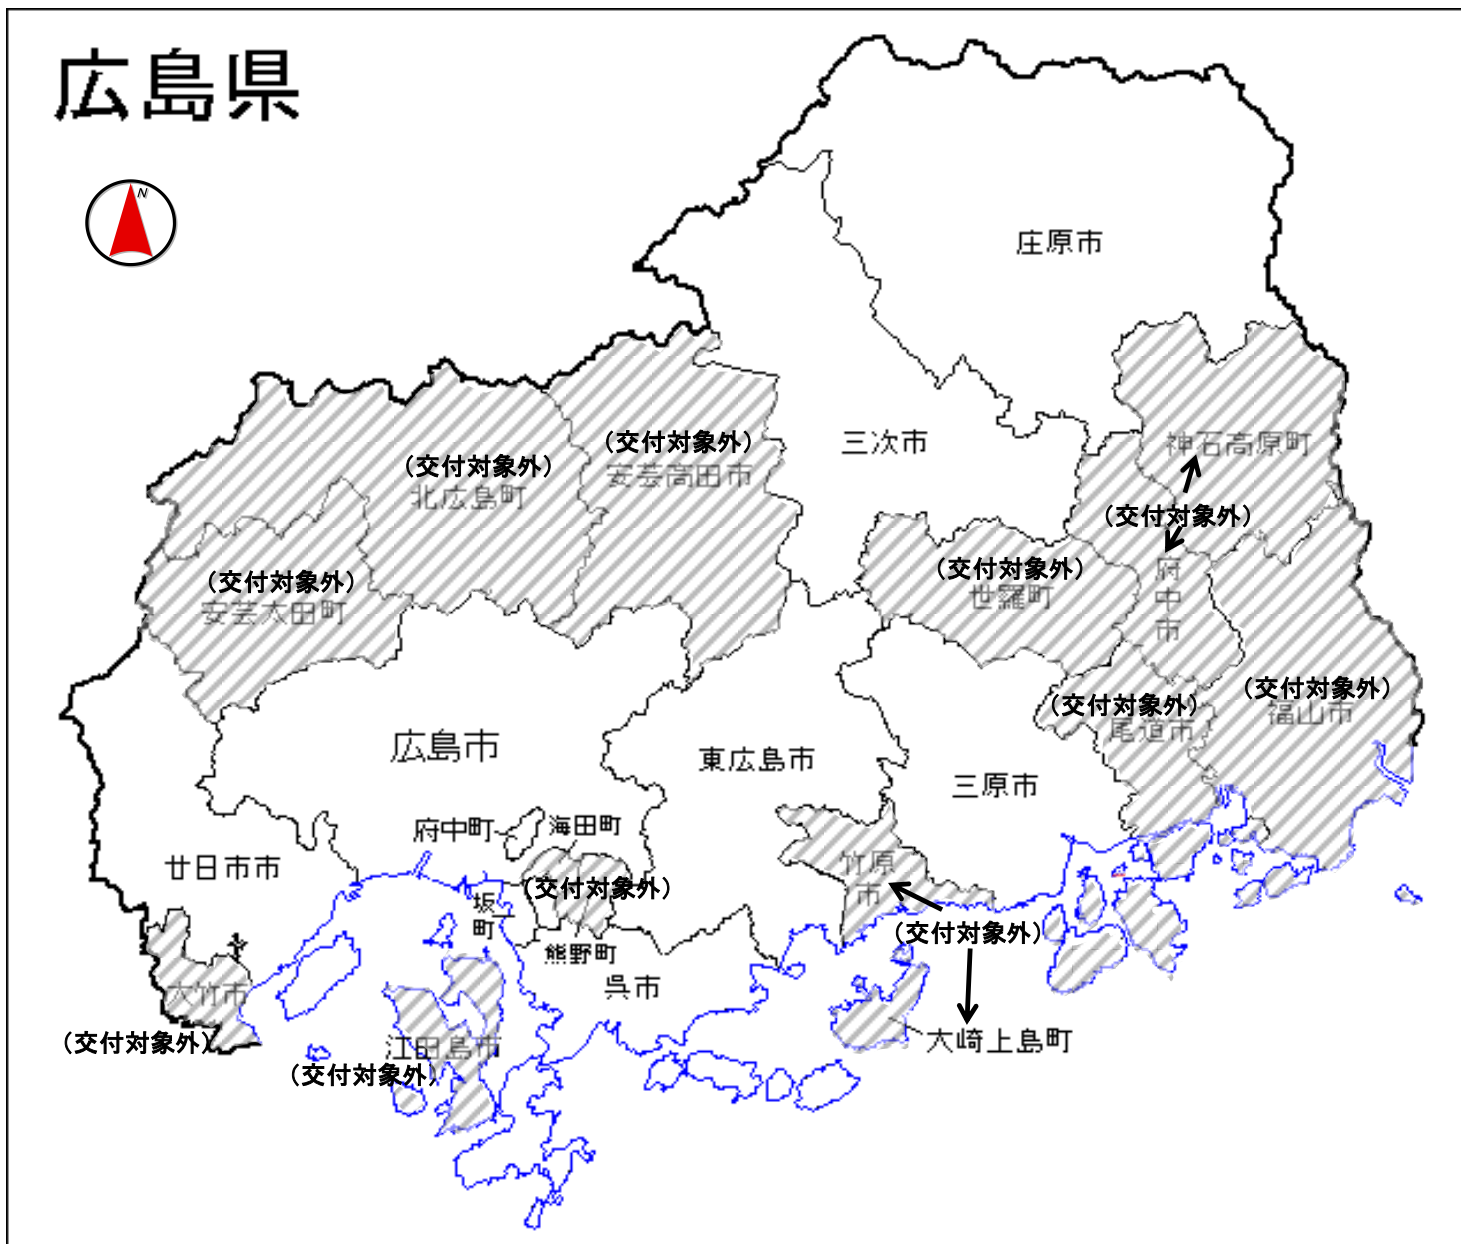 広島県
N
庄原市
三次市
(交付対象外)
安芸高田市
(交付対象外)
北広島町
神石高原町
(交付対象外)
府中市
(交付対象外)
世羅町
(交付対象外)
安芸太田町
(交付対象外)
尾道市
(交付対象外)
福山市
広島市
東広島市
三原市
府中町
海田町
廿日市市
竹原市
(交付対象外)
坂町
(交付対象外)
熊野町
呉市
大竹市
(交付対象外)
江田島市
(交付対象外)
大崎上島町